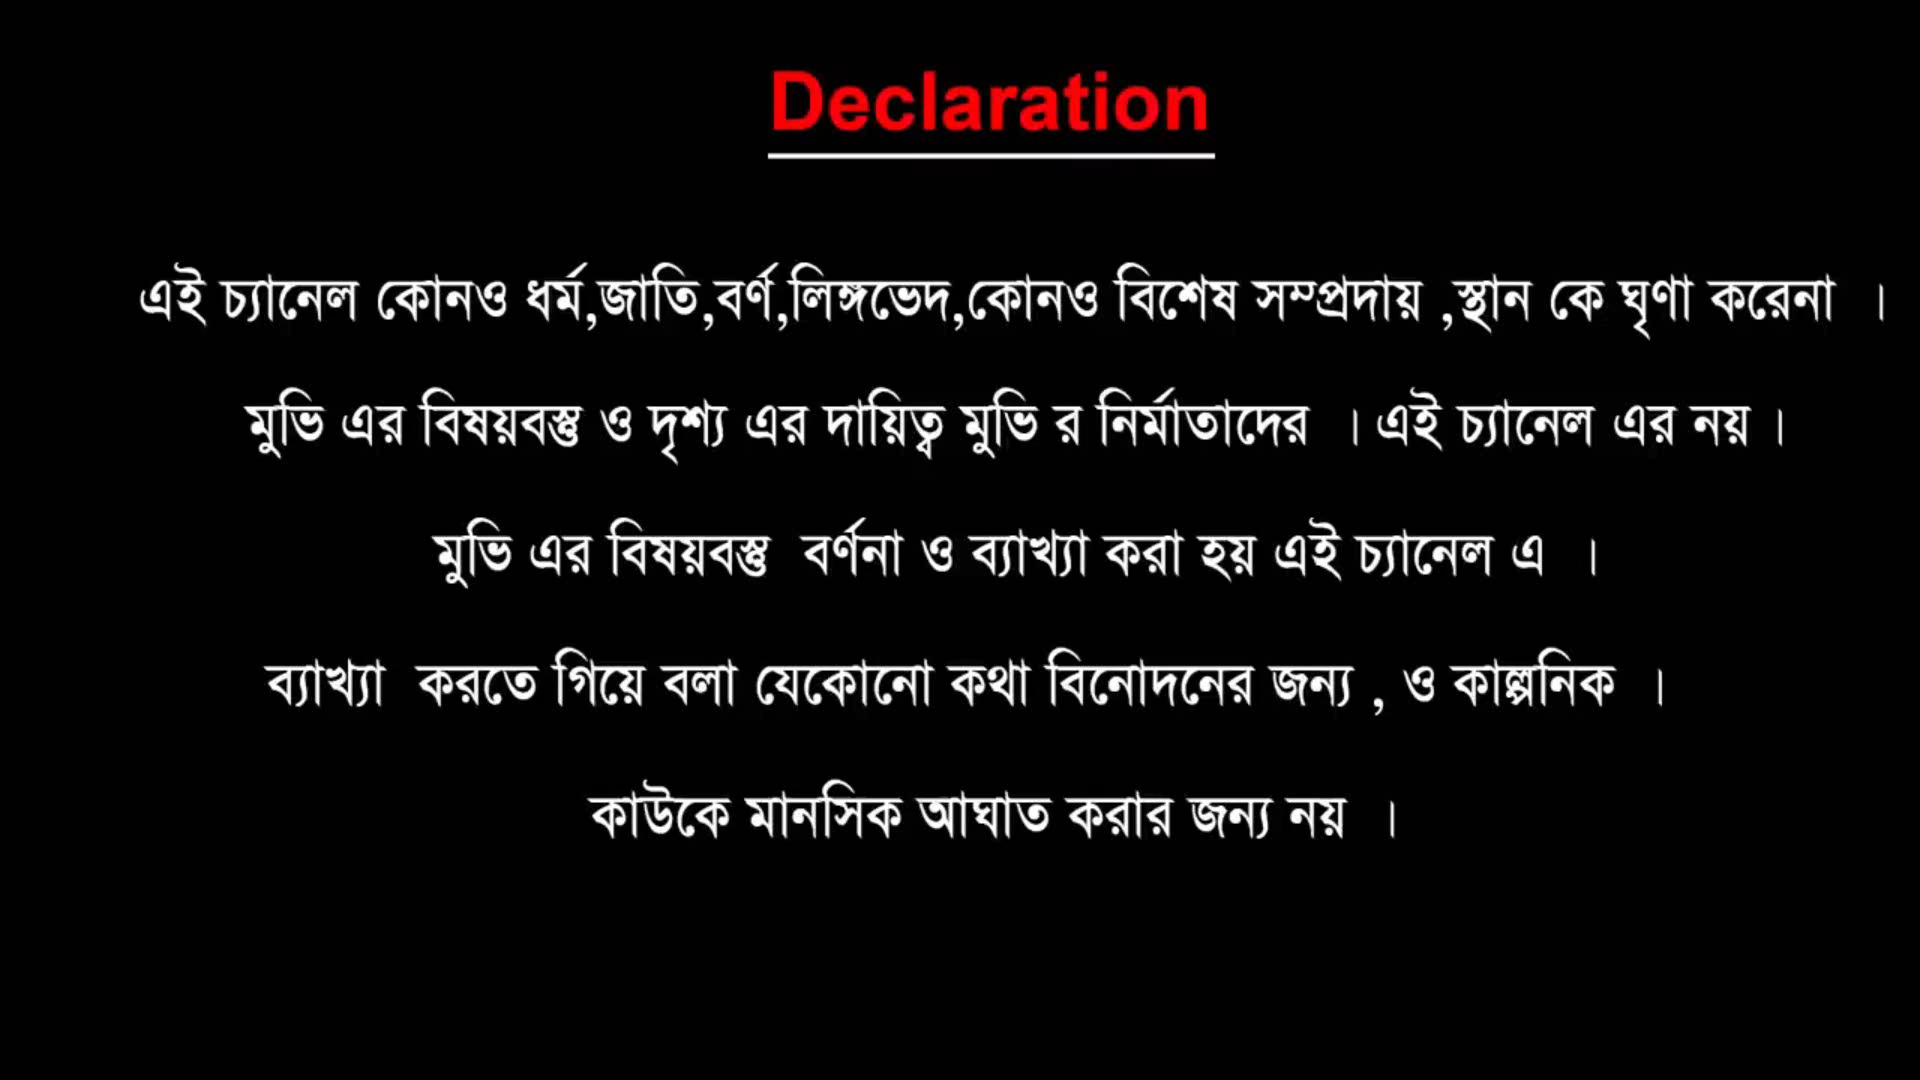 Declaration
এই চ্যানেল কোনও ধর্ম,জাতি,বর্ণ,লিঙ্গভেদ,কোনও বিশেষ সম্প্রদায় ,স্থান কে ঘৃণা করেনা ।
মুভি এর বিষয়বস্তু ও দৃশ্য এর দায়িত্ব মুভি র নির্মাতাদের । এই চ্যানেল এর নয় ।
মুভি এর বিষয়বস্তু বর্ণনা ও ব্যাখ্যা করা হয় এই চ্যানেল এ ।
ব্যাখ্যা করতে গিয়ে বলা যেকোনো কথা বিনোদনের জন্য , ও কাল্পনিক ।
কাউকে মানসিক আঘাত করার জন্য নয় ।